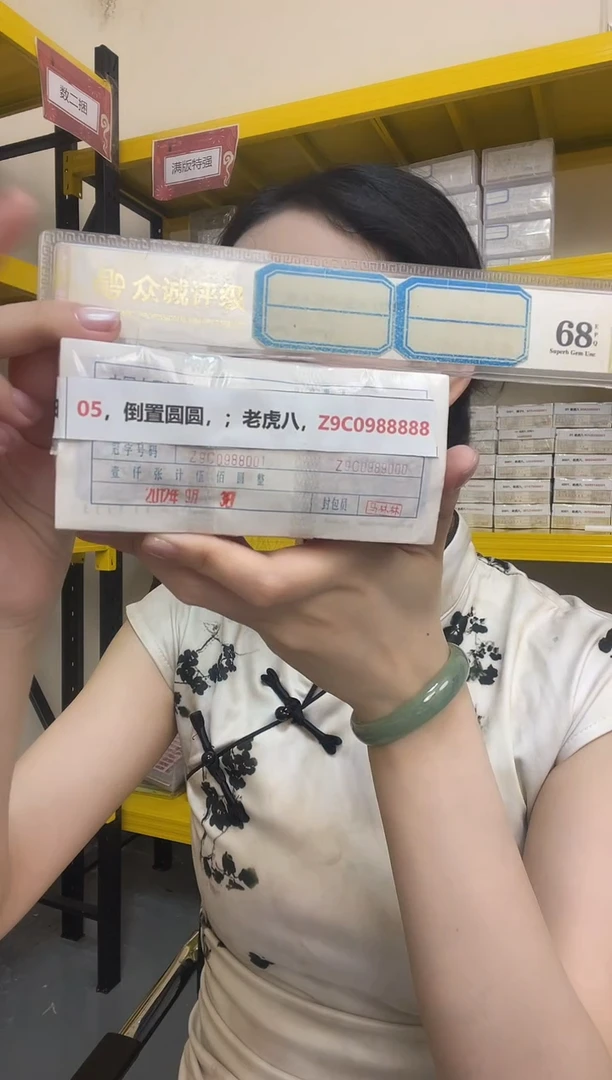 数二捆
满版特强
众诚评级
68
EPQ
Superb Gem Unc
05，倒置圆圆，；老虎八，Z9C0988888
冠字号码 Z9C0988001 Z9C0989000
壹仟张计伍佰圆整
2017年9月
封包员